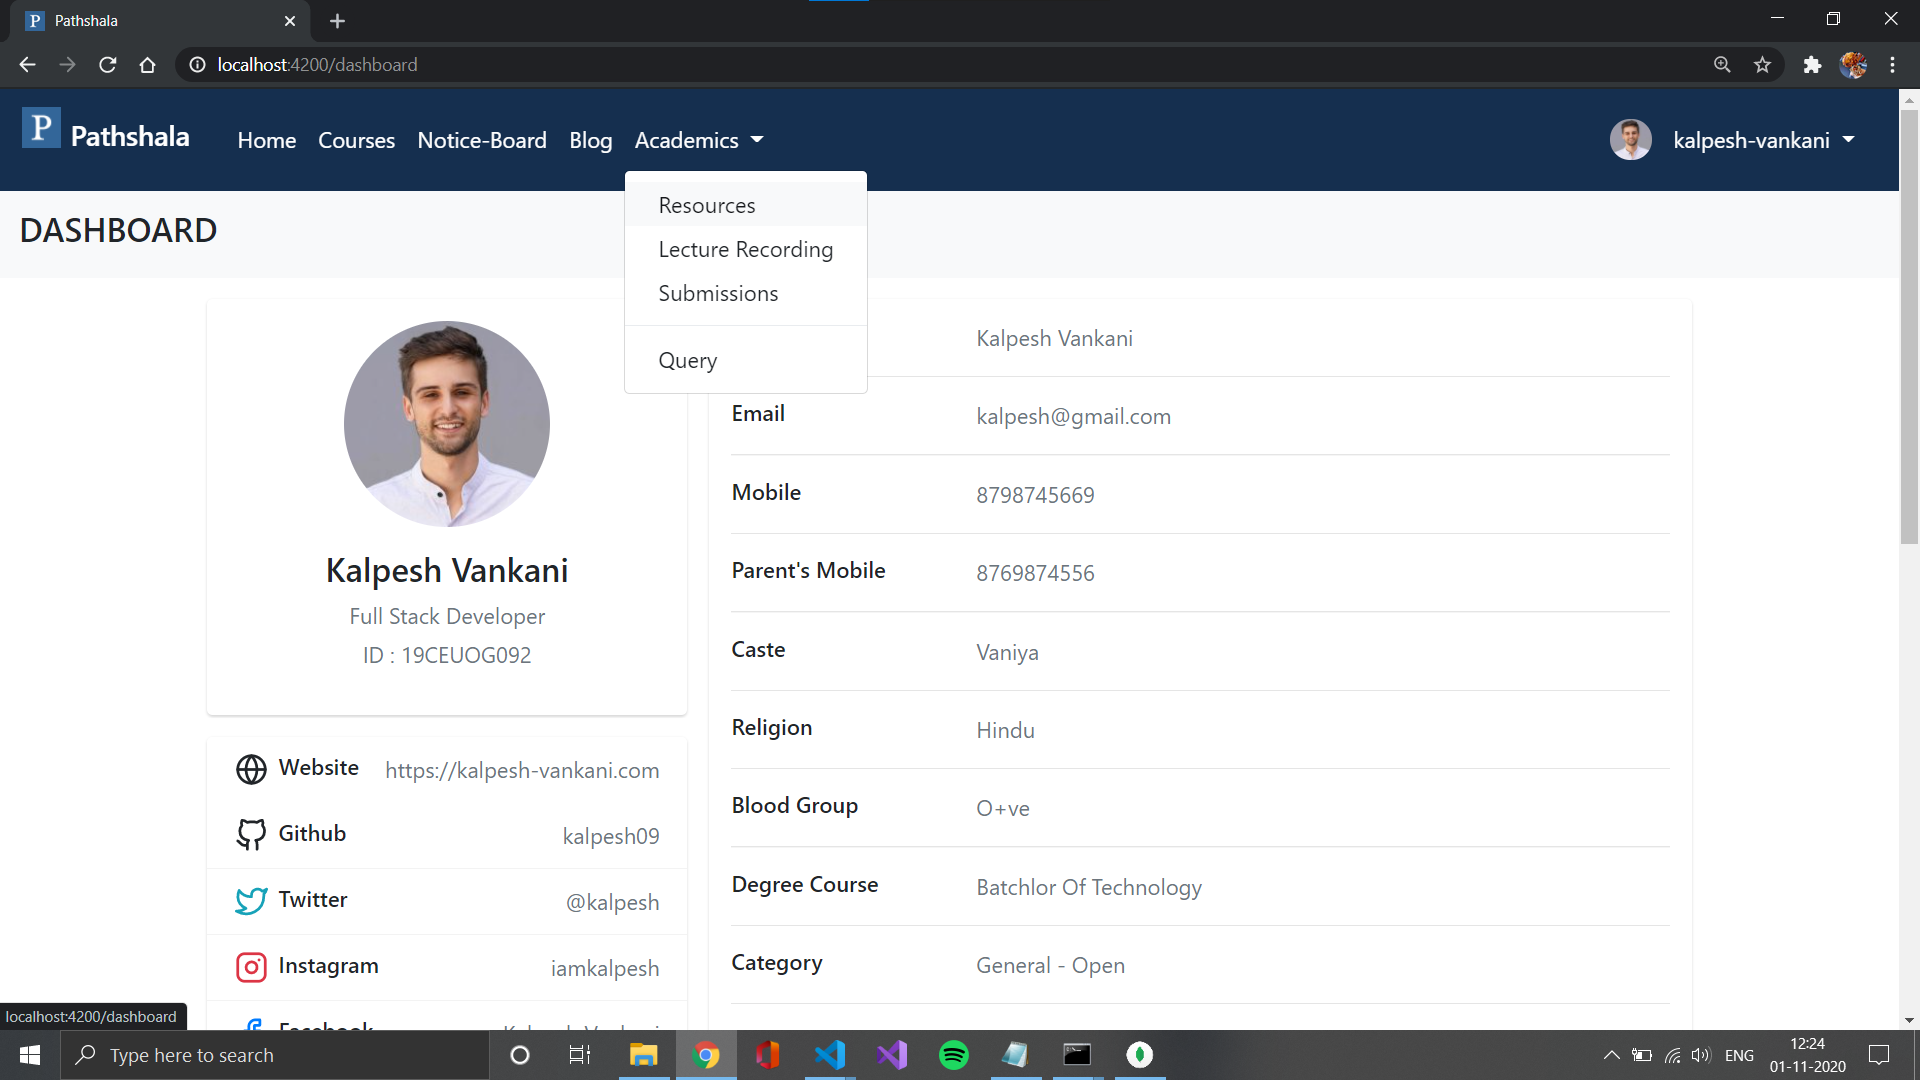 P Pathshala
localhost:4200/dashboard
P Pathshala Home Courses Notice-Board Blog Academics kalpesh-vankani
DASHBOARD
Resources
Lecture Recording
Submissions
Query
Kalpesh Vankani
Full Stack Developer
ID : 19CEUOG092
Website https://kalpesh-vankani.com
Github kalpesh09
Twitter @kalpesh
Instagram iamkalpesh
Facebook Kalpesh Vankani
Kalpesh Vankani
Email kalpesh@gmail.com
Mobile 8798745669
Parent's Mobile 8769874556
Caste Vaniya
Religion Hindu
Blood Group O+ve
Degree Course Batchlor Of Technology
Category General - Open
localhost:4200/dashboard
Type here to search
ENG
12:24
01-11-2020